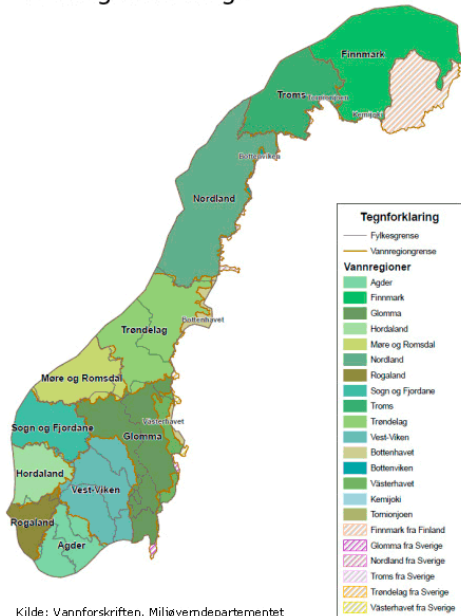 Finnmark
Troms
Kemijoki
Bottenviken
Nordland
Bottenhavet
Trøndelag
Møre og Romsdal
Västerhavet
Sogn og Fjordane
Glomma
Hordaland
Vest-Viken
Rogaland
Agder
Tegnforklaring
Fylkesgrense
Vannregiongrense
Vannregioner
Agder
Finnmark
Glomma
Hordaland
Møre og Romsdal
Nordland
Rogaland
Sogn og Fjordane
Troms
Trøndelag
Vest-Viken
Bottenhavet
Bottenviken
Västerhavet
Kemijoki
Tornionjoen
Finnmark fra Finland
Glomma fra Sverige
Nordland fra Sverige
Troms fra Sverige
Trøndelag fra Sverige
Västerhavet fra Sverige
Kilde: Vannforskriften, Miljøverndepartementet